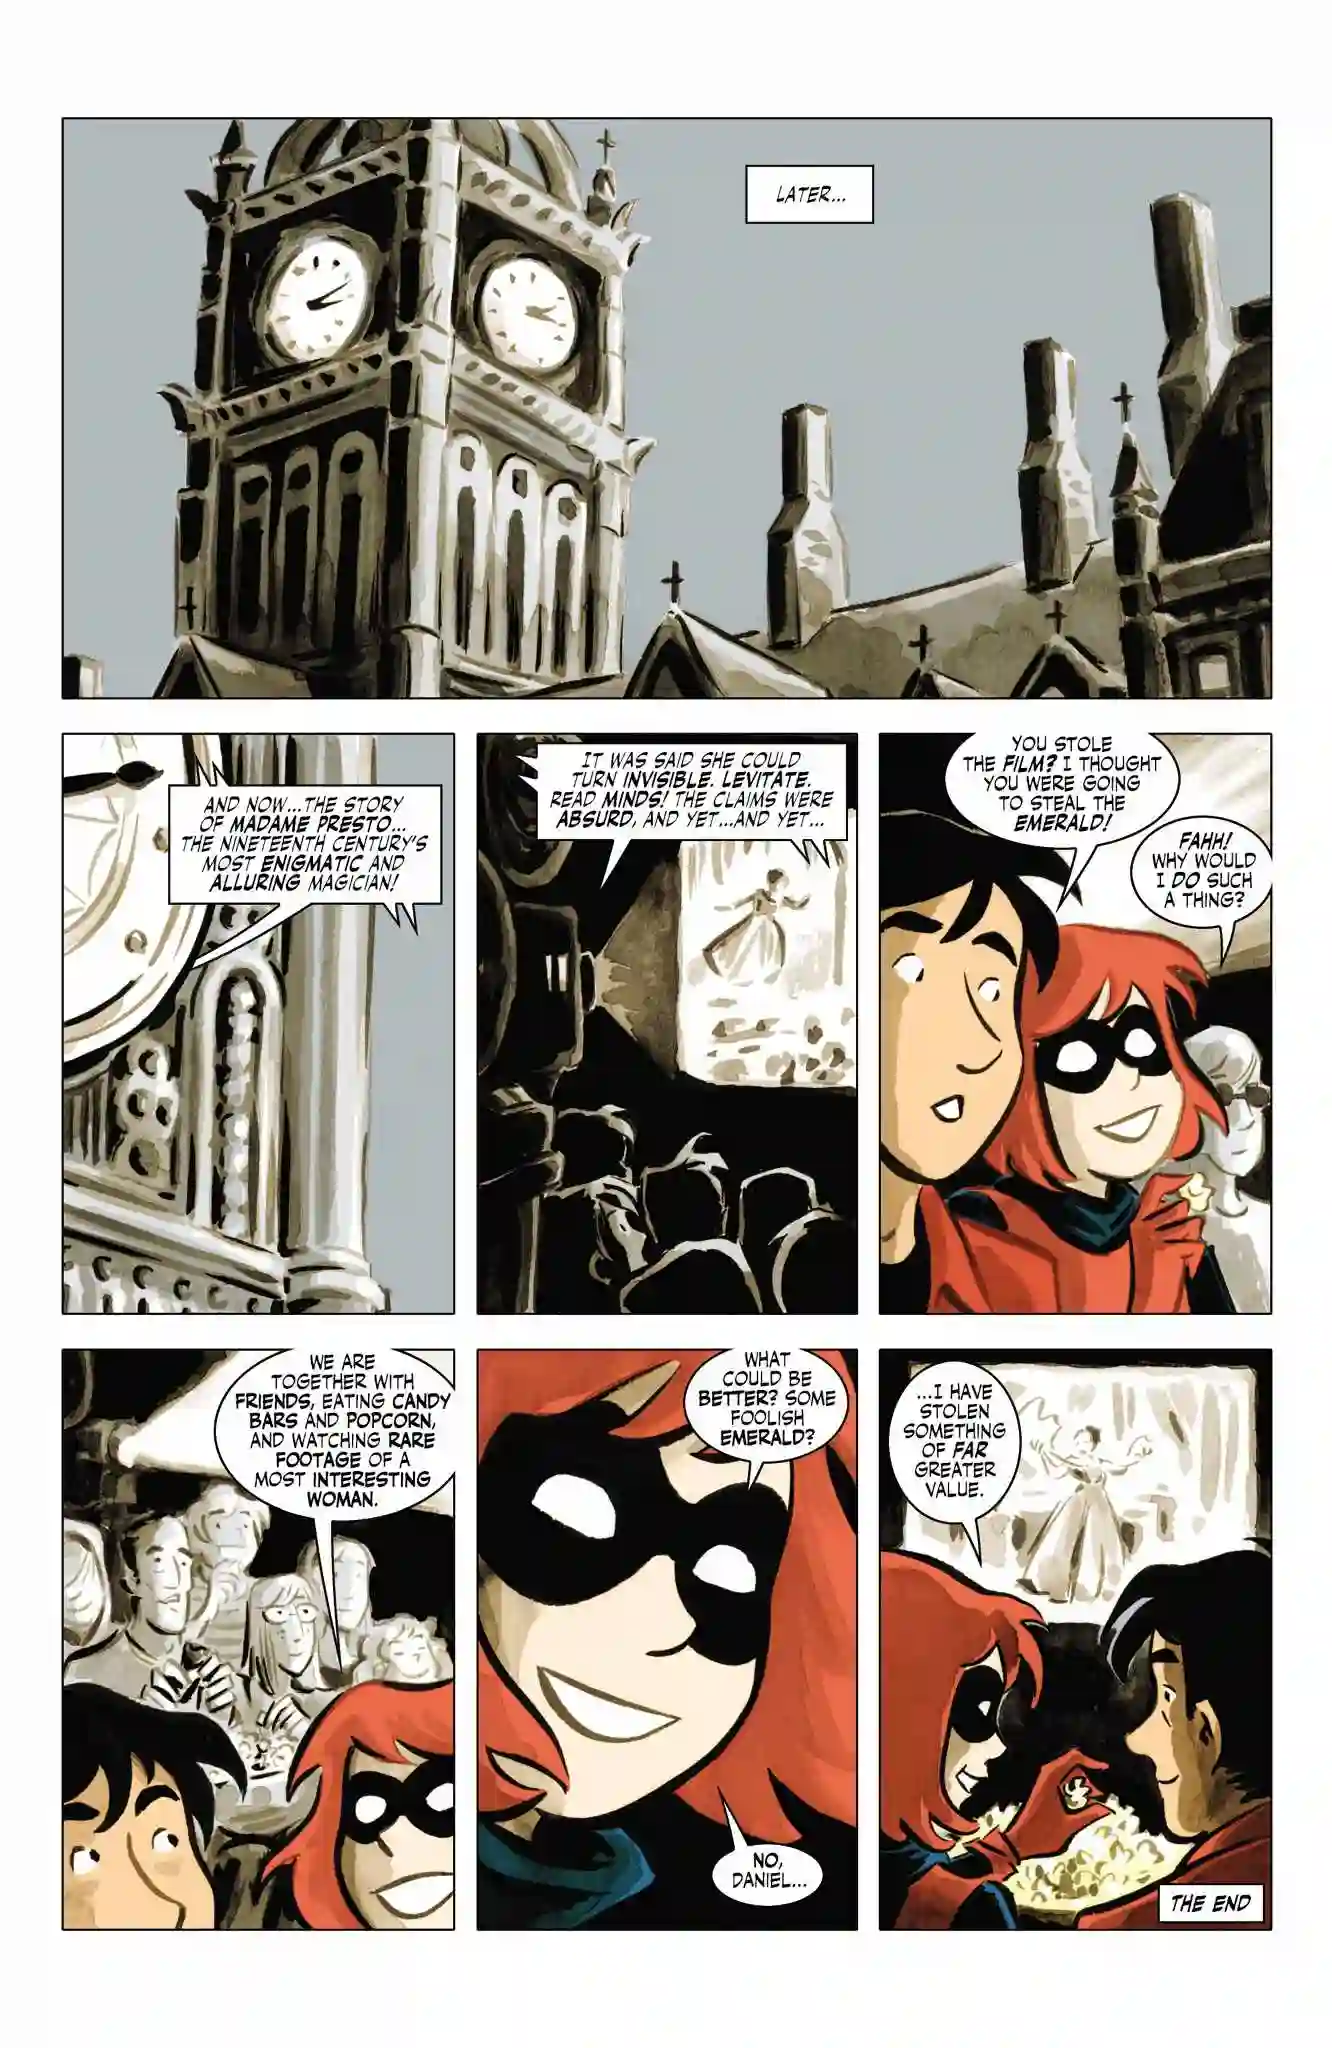 LATER...
AND NOW...THE STORY
OF MADAME PRESTO...
THE NINETEENTH CENTURY'S
MOST ENIGMATIC AND
ALLURING MAGICIAN!
IT WAS SAID SHE COULD
TURN INVISIBLE. LEVITATE.
READ MINDS! THE CLAIMS WERE
ABSURD, AND YET...AND YET...
YOU STOLE
THE FILM? I THOUGHT
YOU WERE GOING
TO STEAL THE
EMERALD!
FAHH!
WHY WOULD
I DO SUCH
A THING?
WE ARE
TOGETHER WITH
FRIENDS, EATING CANDY
BARS AND POPCORN,
AND WATCHING RARE
FOOTAGE OF A
MOST INTERESTING
WOMAN.
WHAT
COULD BE
BETTER? SOME
FOOLISH
EMERALD?
NO,
DANIEL...
...I HAVE
STOLEN
SOMETHING
OF FAR
GREATER
VALUE.
THE END